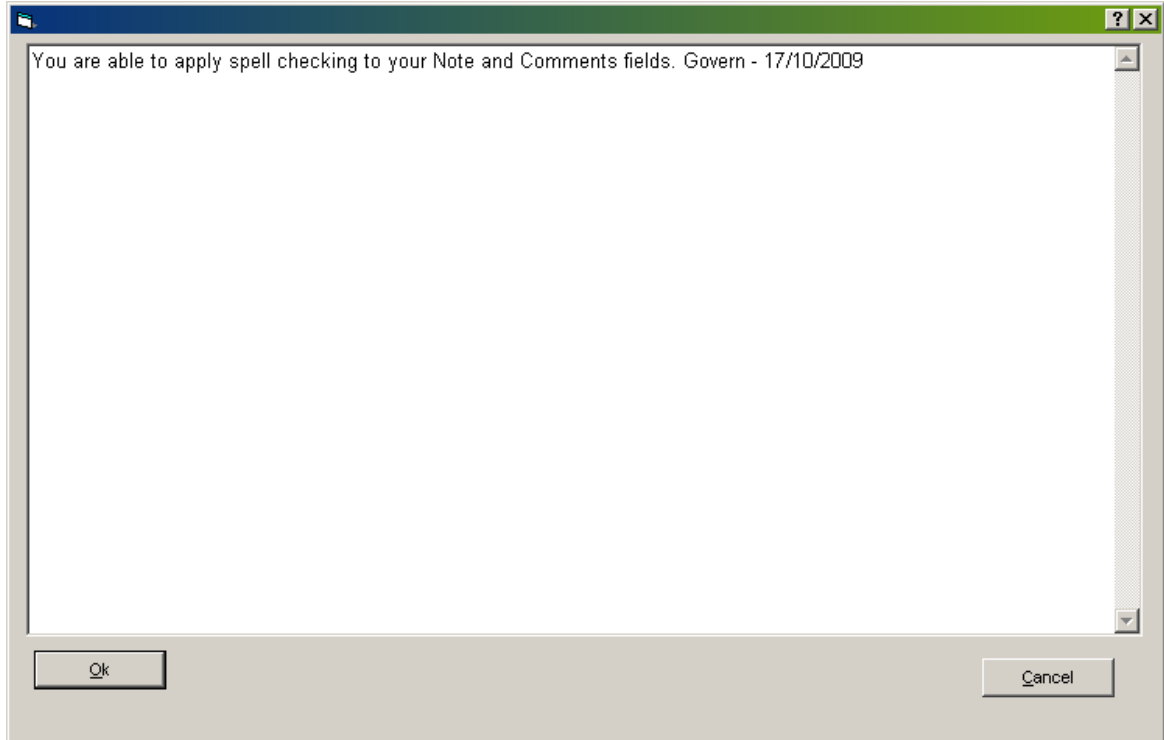 You are able to apply spell checking to your Note and Comments fields. Govern - 17/10/2009
Ok
Cancel